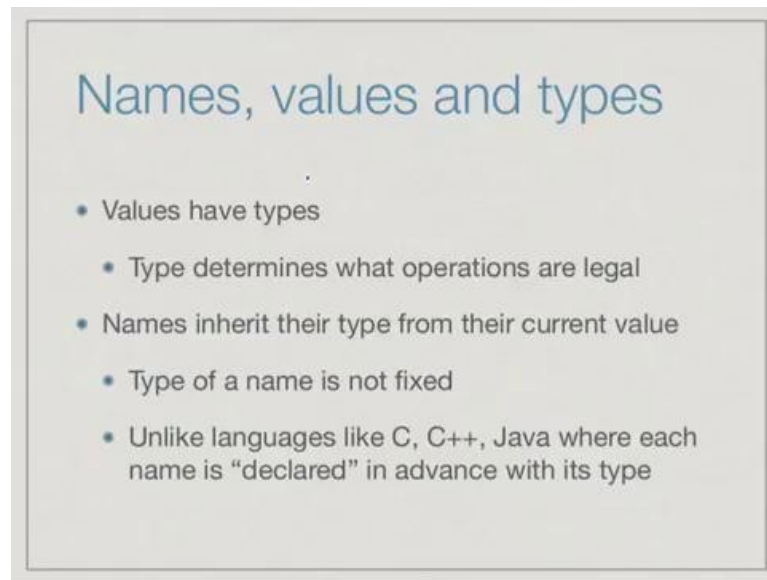 Names, values and types
• Values have types
• Type determines what operations are legal
• Names inherit their type from their current value
• Type of a name is not fixed
• Unlike languages like C, C++, Java where each
name is “declared” in advance with its type